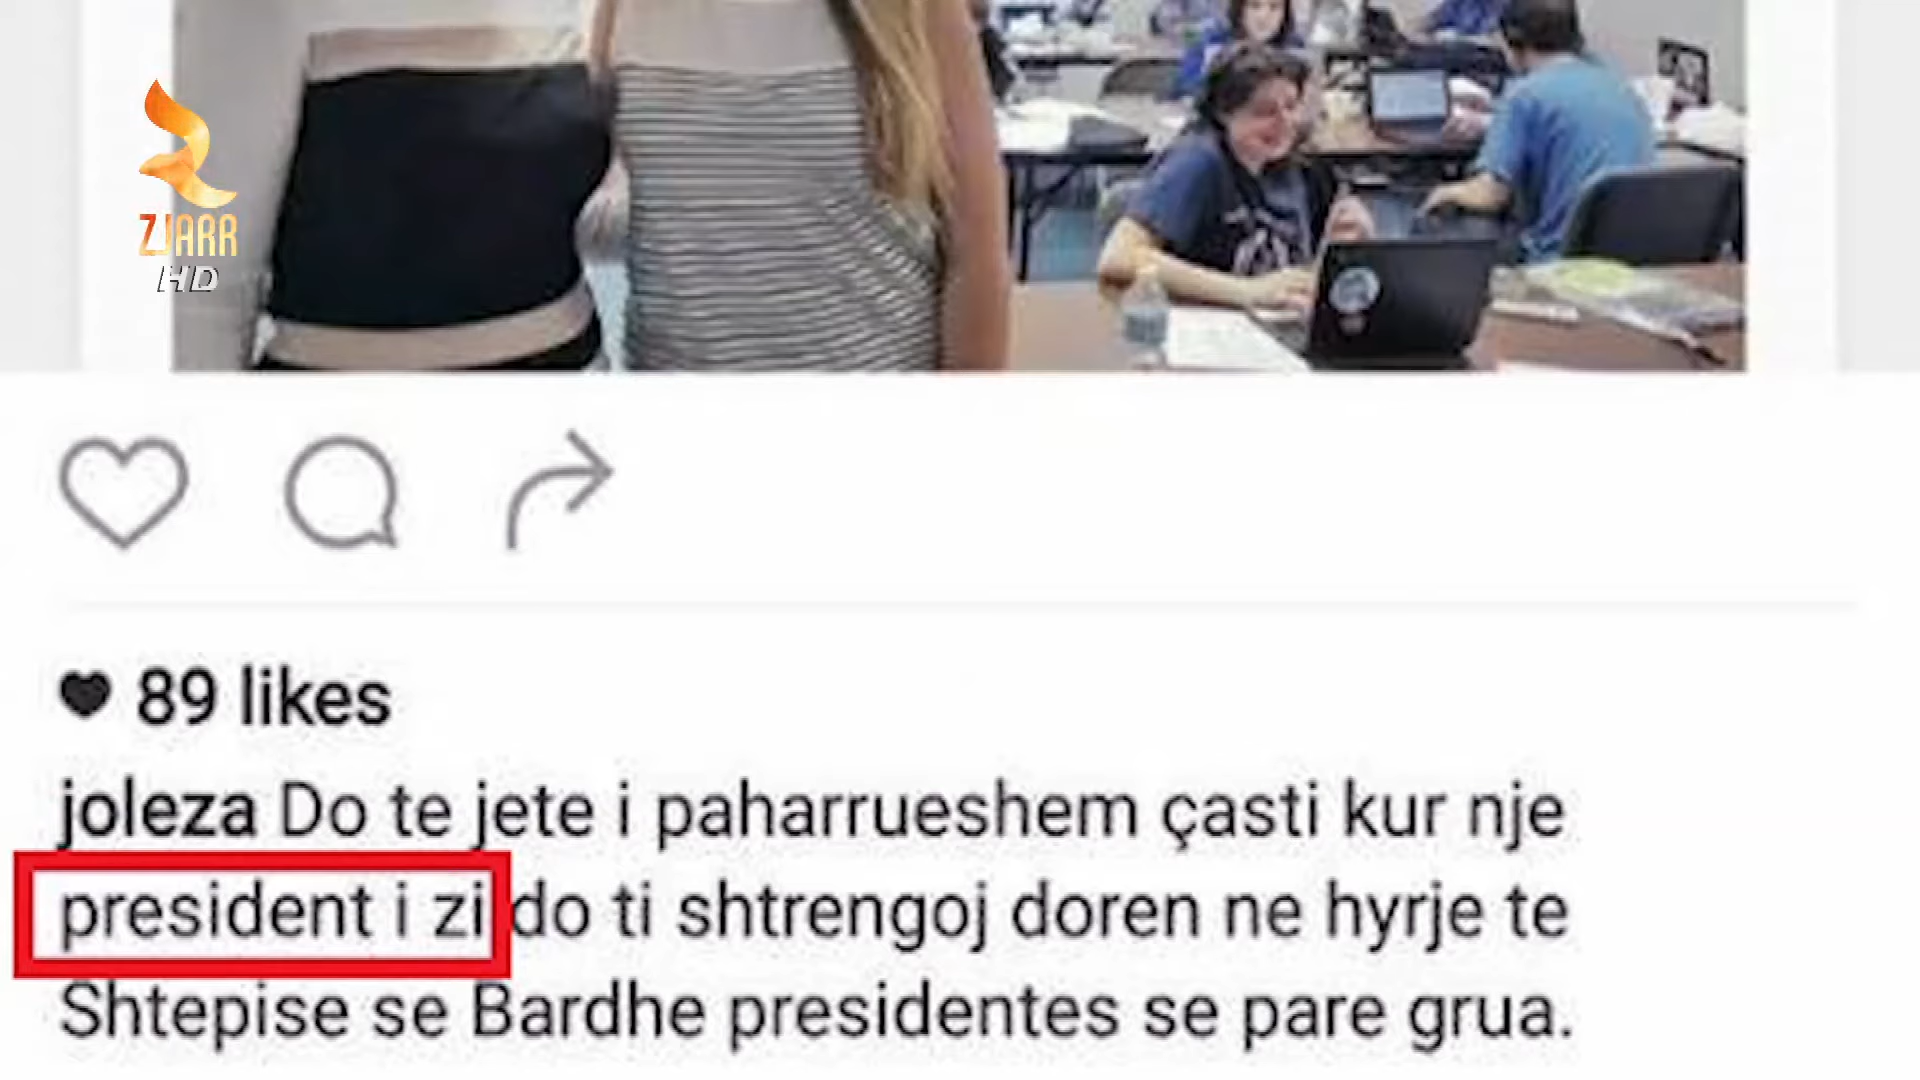 ZJARR
HD
89 likes
joleza Do te jete i paharrueshem çasti kur nje
president i zi do ti shtrengoj doren ne hyrje te
Shtepise se Bardhe presidentes se pare grua.